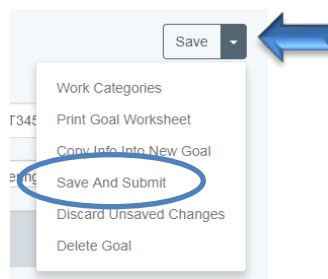 Save
Work Categories
T345
Print Goal Worksheet
Copy Info Into New Goal
Save And Submit
Discard Unsaved Changes
Delete Goal